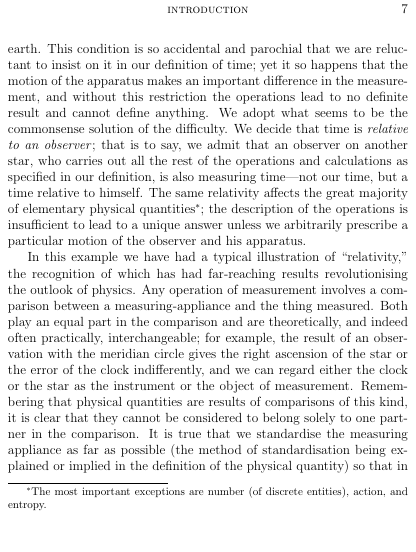 INTRODUCTION 7
earth. This condition is so accidental and parochial that we are reluc-
tant to insist on it in our definition of time; yet it so happens that the
motion of the apparatus makes an important difference in the measure-
ment, and without this restriction the operations lead to no definite
result and cannot define anything. We adopt what seems to be the
commonsense solution of the difficulty. We decide that time is relative
to an observer; that is to say, we admit that an observer on another
star, who carries out all the rest of the operations and calculations as
specified in our definition, is also measuring time—not our time, but a
time relative to himself. The same relativity affects the great majority
of elementary physical quantities*; the description of the operations is
insufficient to lead to a unique answer unless we arbitrarily prescribe a
particular motion of the observer and his apparatus.
In this example we have had a typical illustration of “relativity,”
the recognition of which has had far-reaching results revolutionising
the outlook of physics. Any operation of measurement involves a com-
parison between a measuring-appliance and the thing measured. Both
play an equal part in the comparison and are theoretically, and indeed
often practically, interchangeable; for example, the result of an obser-
vation with the meridian circle gives the right ascension of the star or
the error of the clock indifferently, and we can regard either the clock
or the star as the instrument or the object of measurement. Remem-
bering that physical quantities are results of comparisons of this kind,
it is clear that they cannot be considered to belong solely to one part-
ner in the comparison. It is true that we standardise the measuring
appliance as far as possible (the method of standardisation being ex-
plained or implied in the definition of the physical quantity) so that in
*The most important exceptions are number (of discrete entities), action, and
entropy.